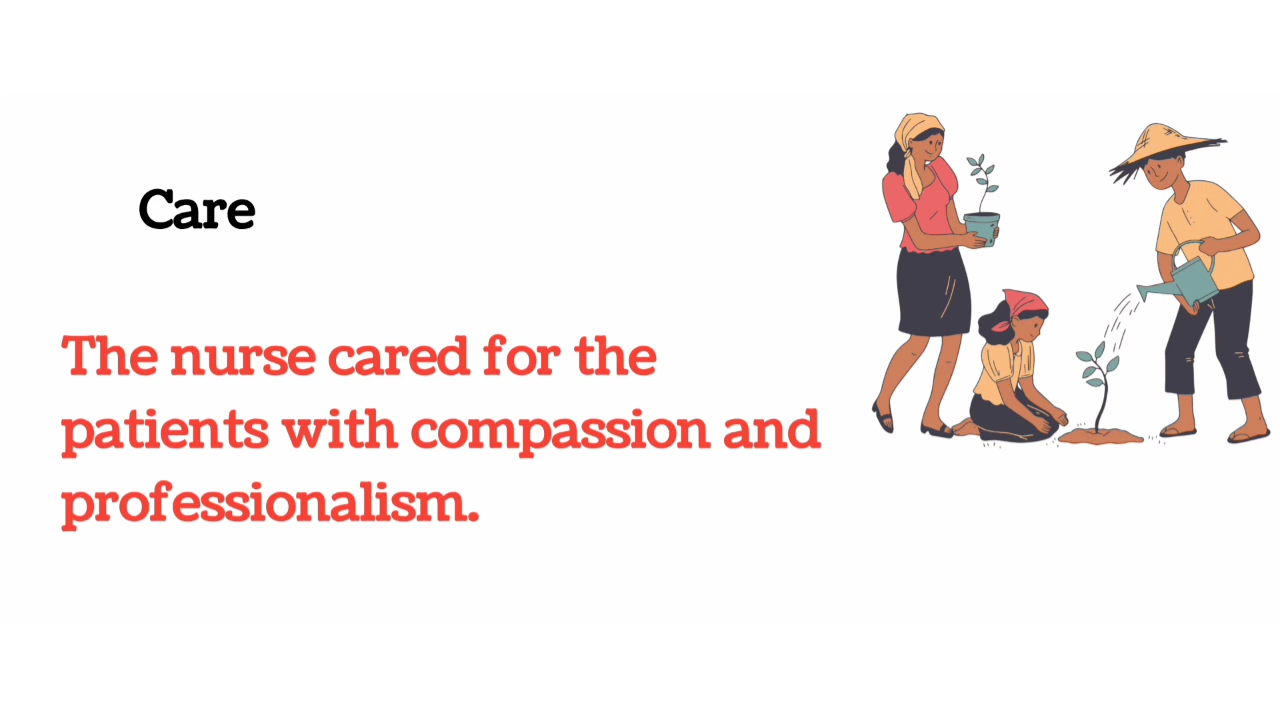 Care
The nurse cared for the
patients with compassion and
professionalism.